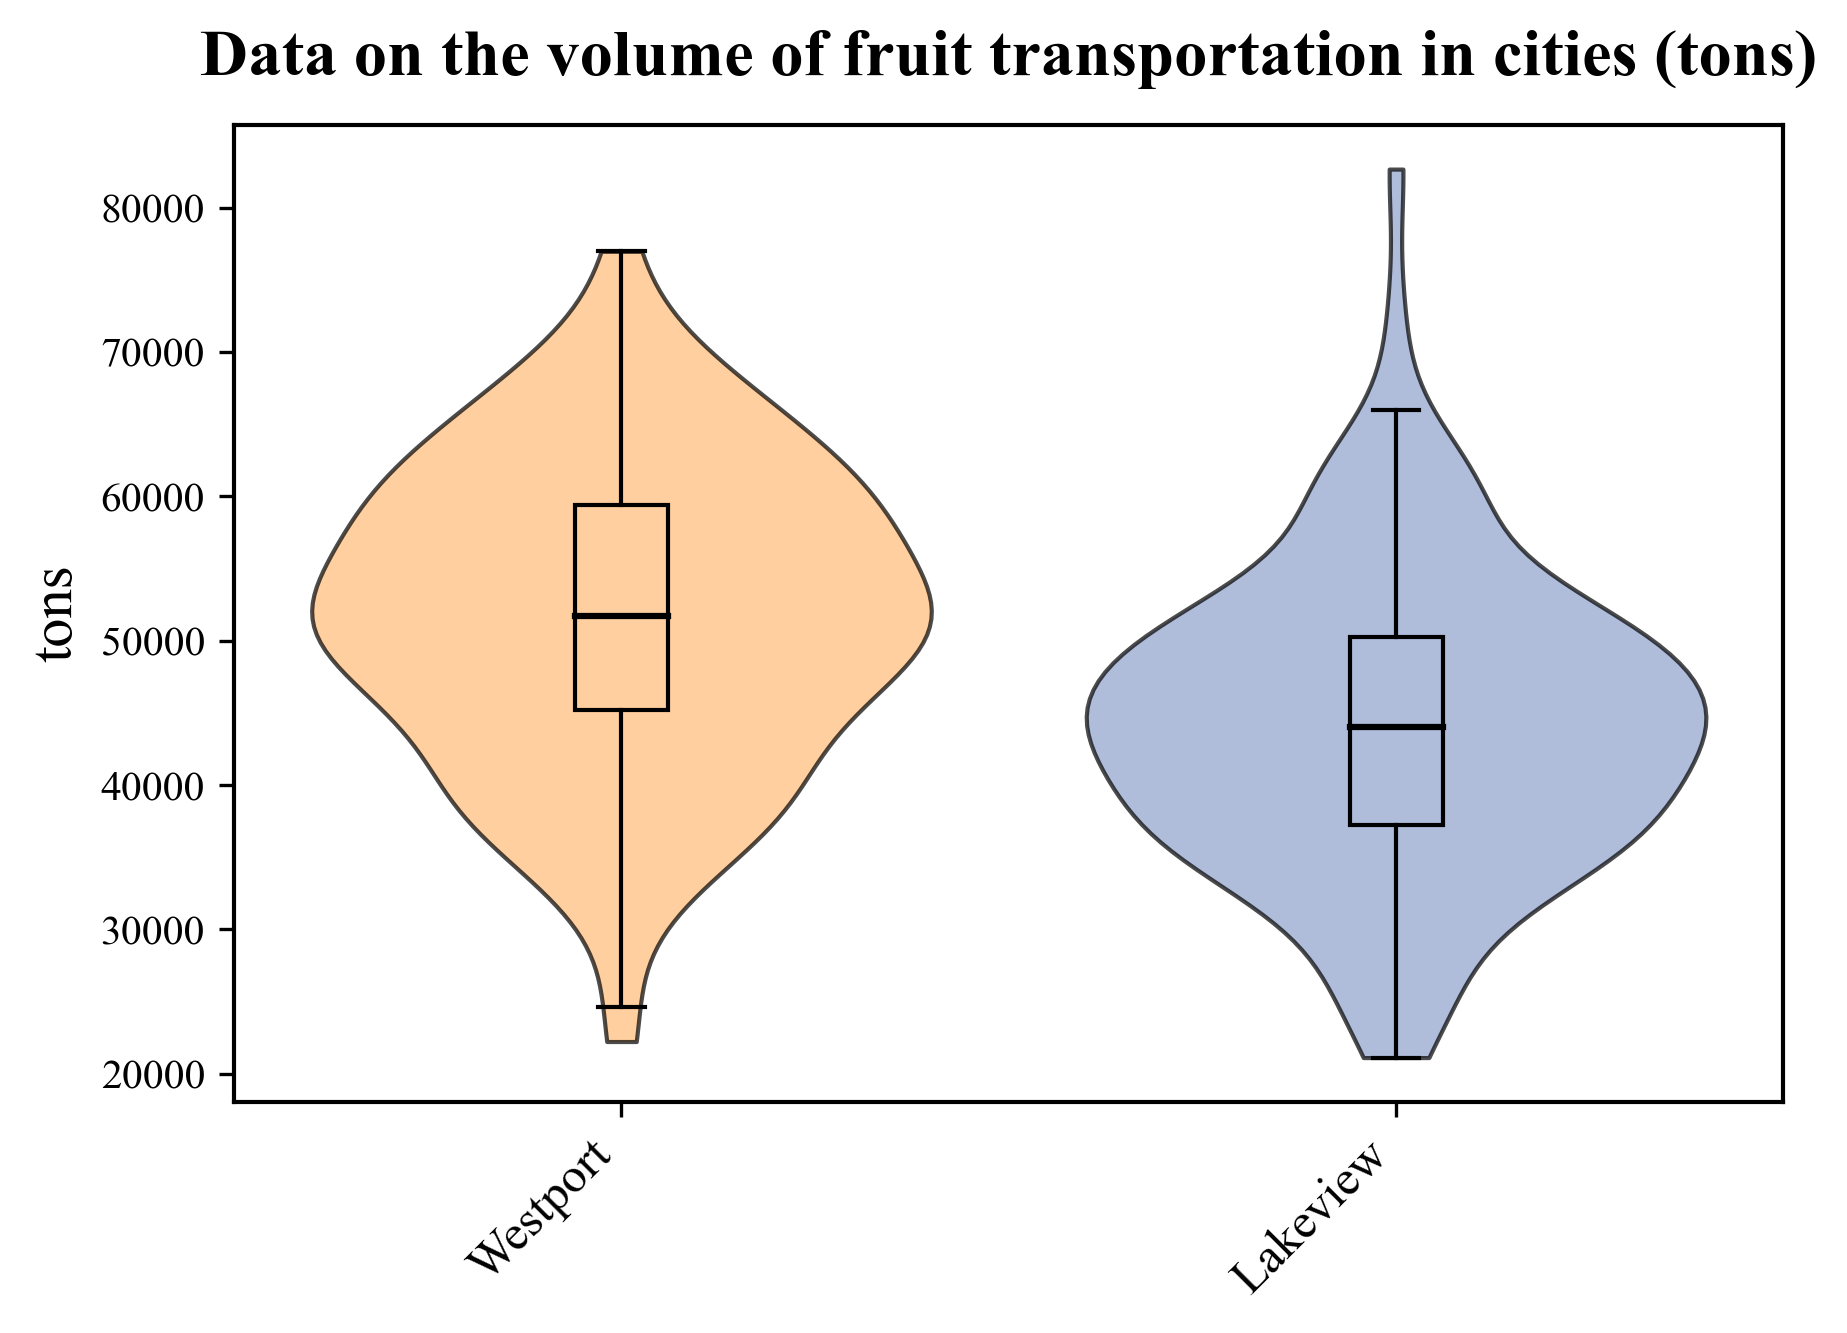 Data on the volume of fruit transportation in cities (tons)
80000
70000
60000
50000
40000
30000
20000
tons
Westport
Lakeview